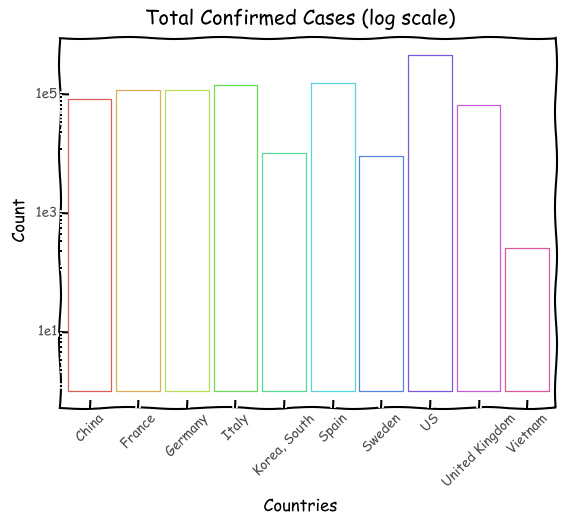 Total Confirmed Cases (log scale)
Count
1e5
1e3
1e1
China
France
Germany
Italy
Korea, South
Spain
Sweden
US
United Kingdom
Vietnam
Countries